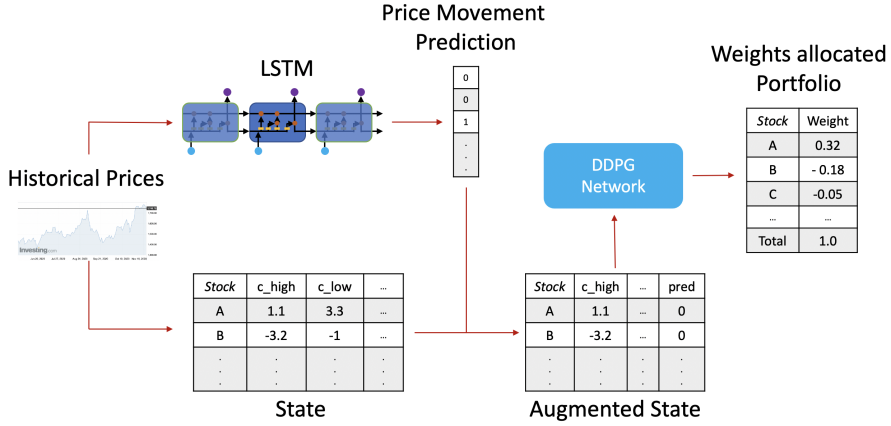 Price Movement
Prediction
LSTM
0
0
1
.
.
.
Weights allocated
Portfolio
Stock Weight
A 0.32
B - 0.18
C -0.05
... ...
Total 1.0
DDPG
Network
Historical Prices
Investing.com
Stock c_high c_low ...
A 1.1 3.3 ...
B -3.2 -1 ...
. . . .
. . . .
. . . .
State
Stock c_high ... pred
A 1.1 ... 0
B -3.2 ... 0
. . . .
. . . .
. . . .
Augmented State